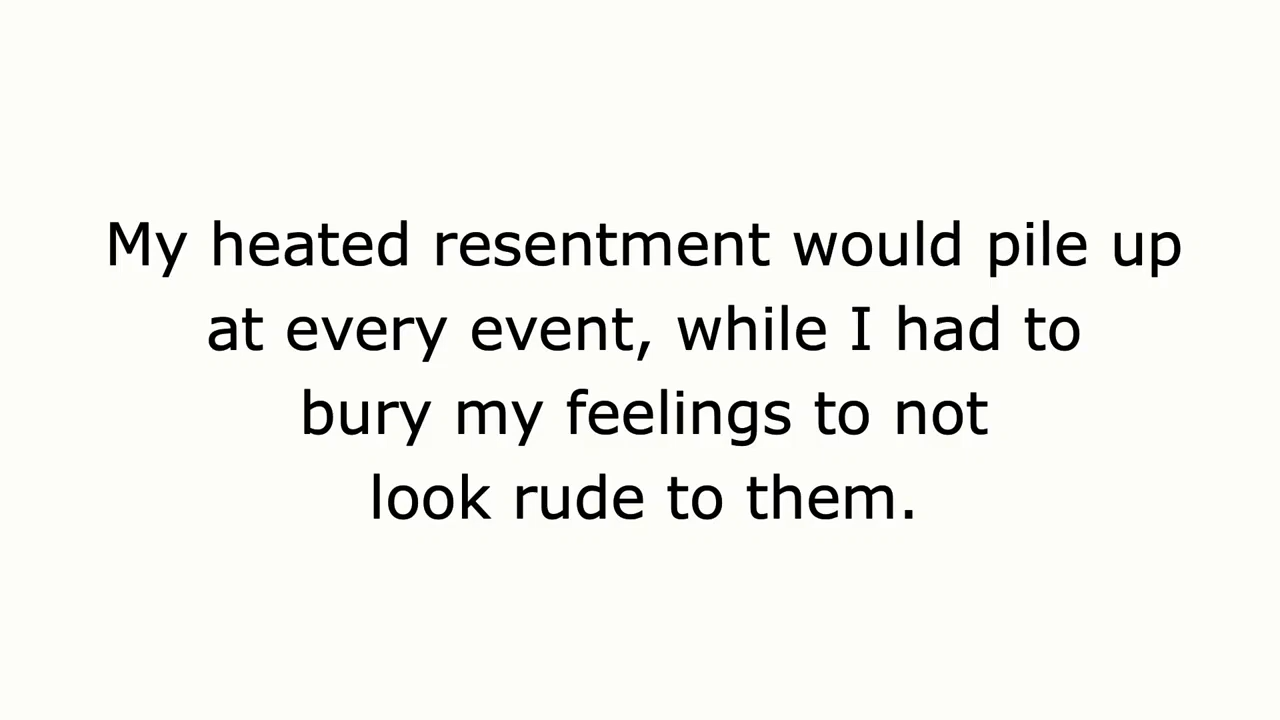 My heated resentment would pile up
at every event, while I had to
bury my feelings to not
look rude to them.